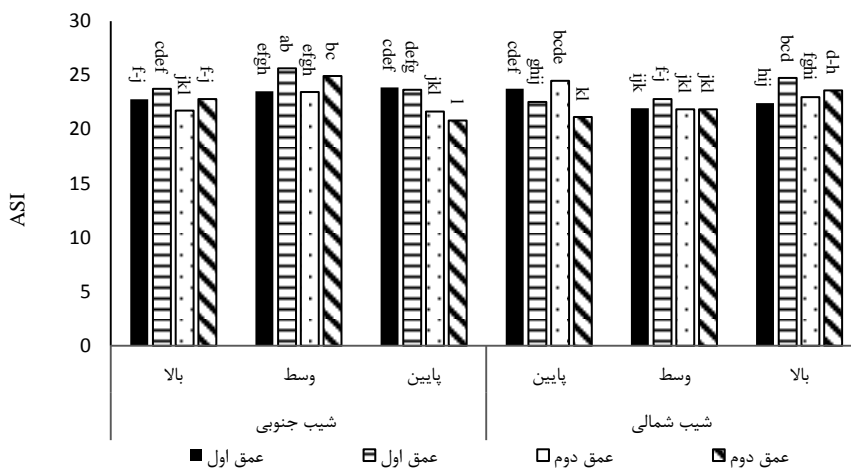 30
25
20
15
10
5
0
ASI
f-j cdef jkl f-j efgh ab efgh bc cdef defg jkl l cdef ghij bcde kl ijk f-j jkl jkl hij bcd fghi d-h
بالا وسط پایین پایین وسط بالا
شیب جنوبی شیب شمالی
عمق اول عمق اول عمق دوم عمق دوم